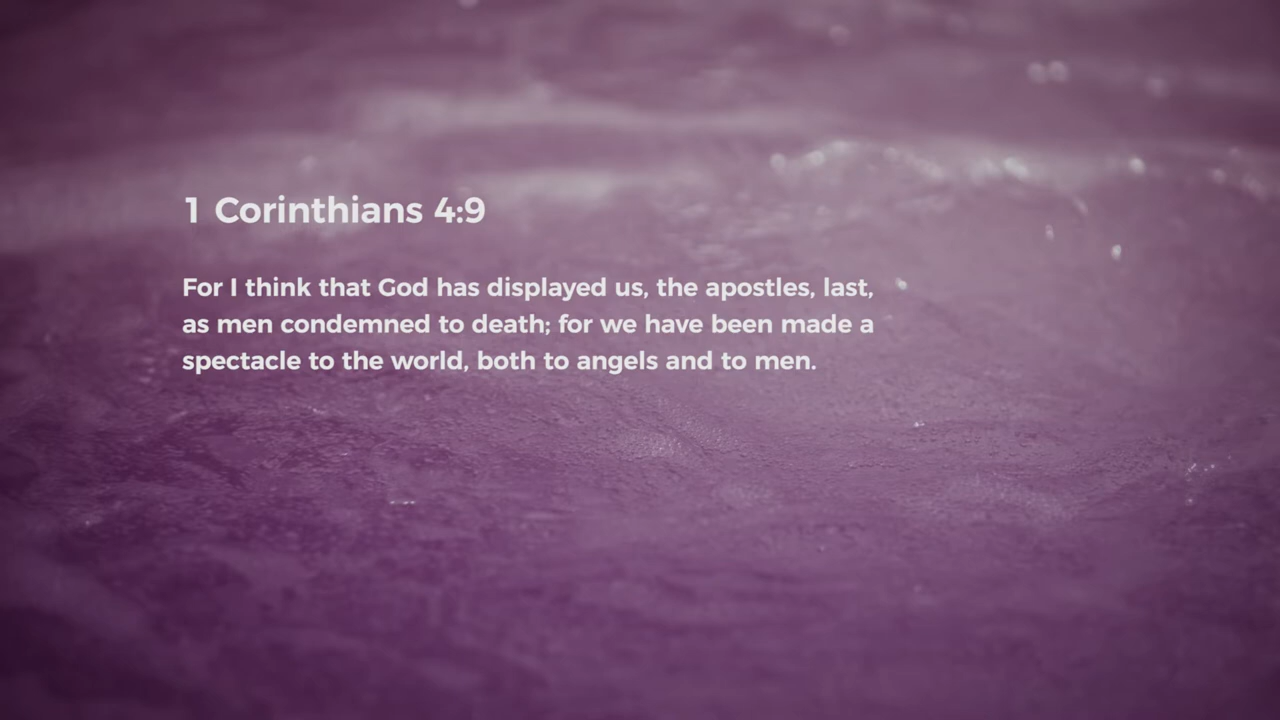 1 Corinthians 4:9
For I think that God has displayed us, the apostles, last,
as men condemned to death; for we have been made a
spectacle to the world, both to angels and to men.